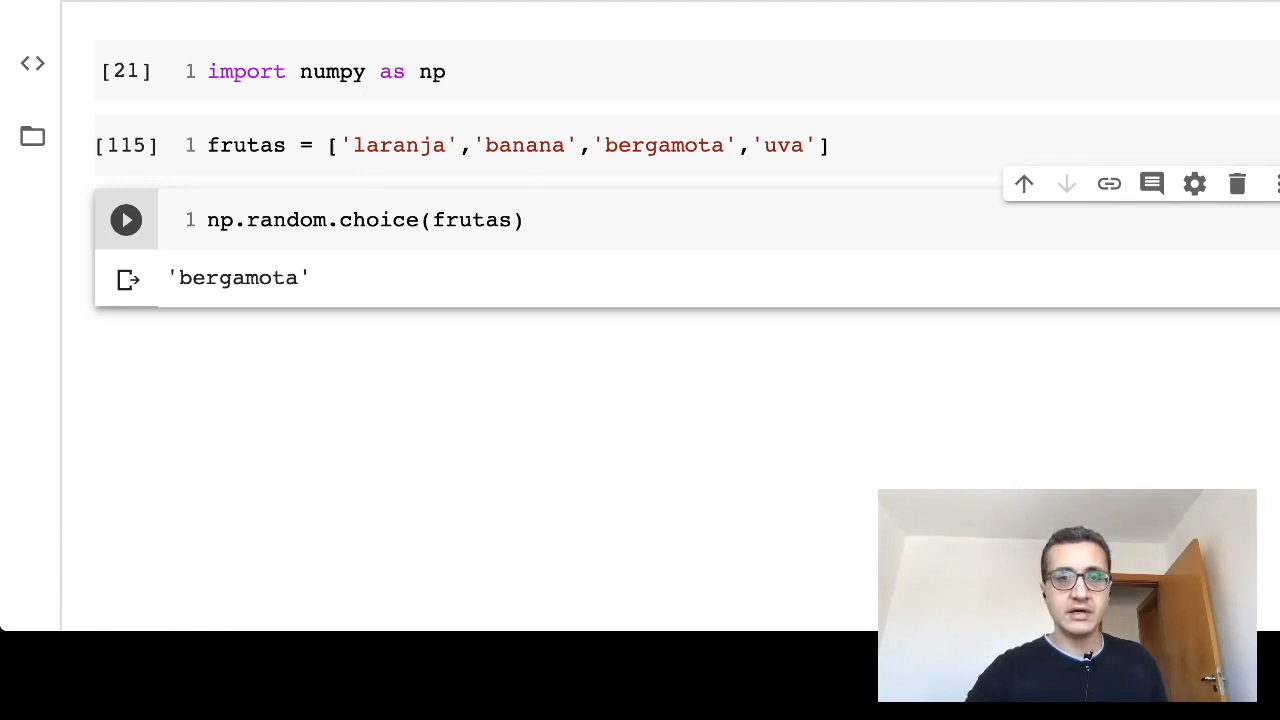 [21] 1 import numpy as np
[115] 1 frutas = ['laranja','banana','bergamota','uva']
1 np.random.choice(frutas)
'bergamota'